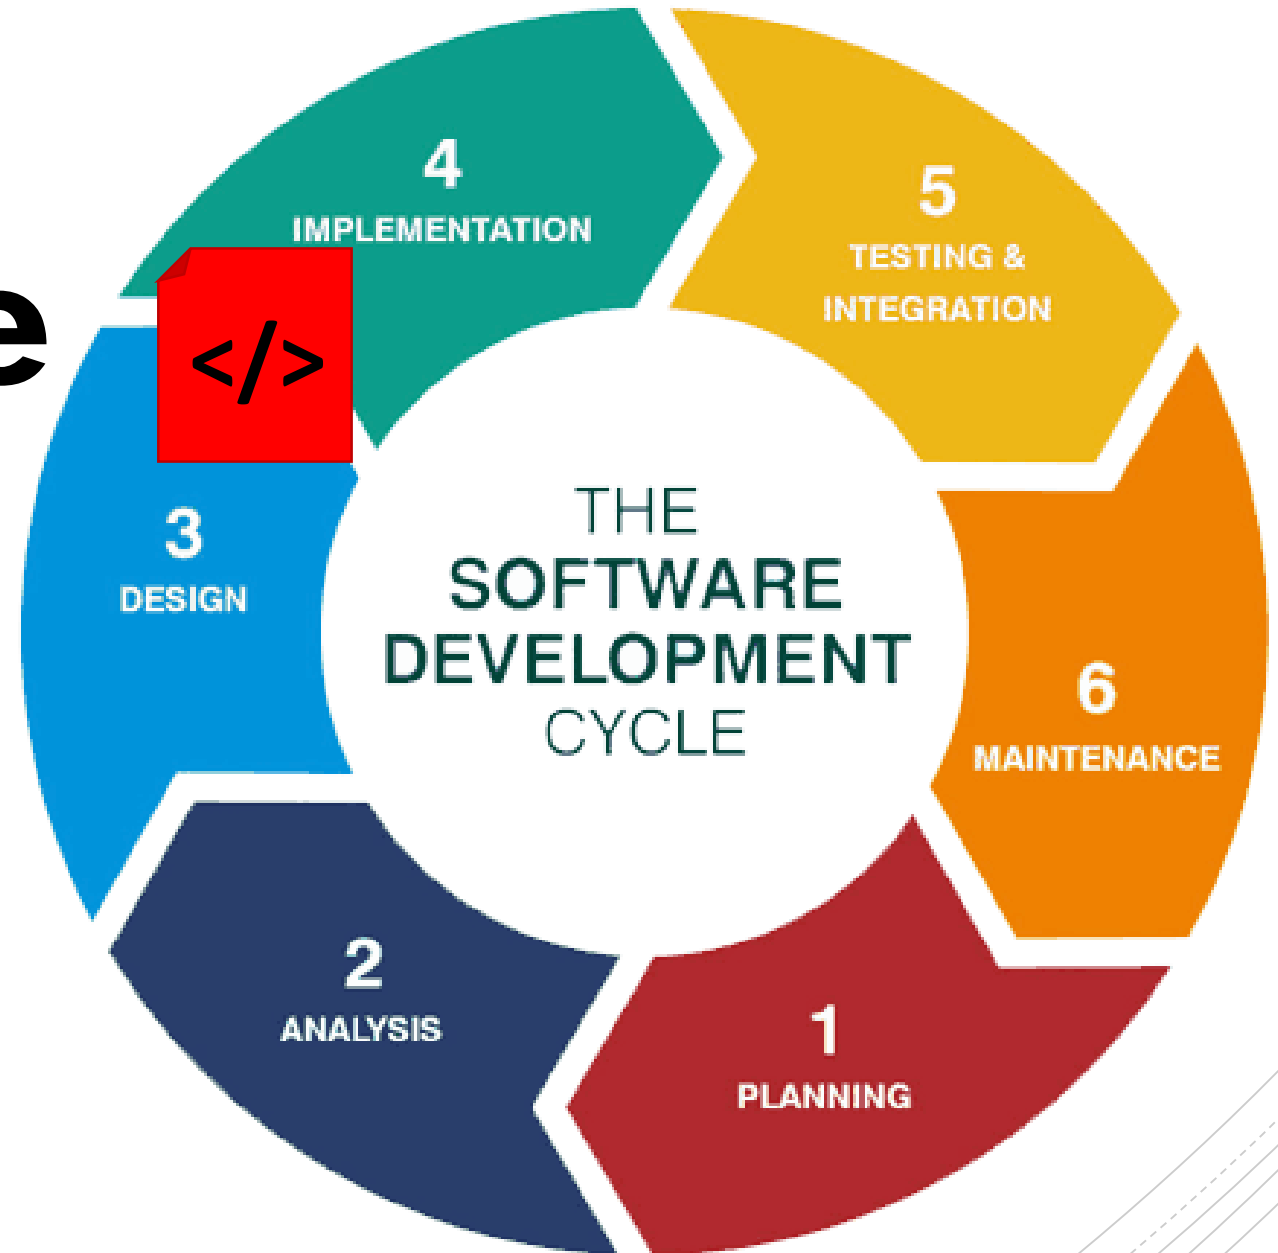 4
IMPLEMENTATION
5
TESTING &
INTEGRATION
e
</>
3
DESIGN
THE
SOFTWARE
DEVELOPMENT
CYCLE
6
MAINTENANCE
2
ANALYSIS
1
PLANNING